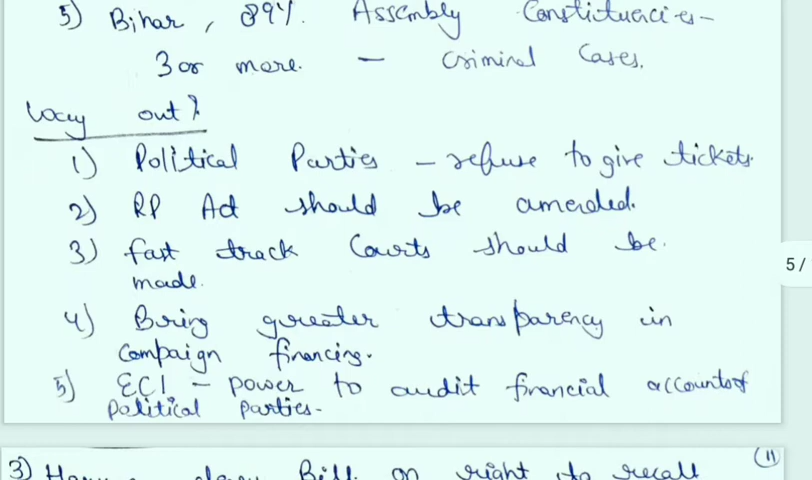 5) Bihar, 89% Assembly Constituencies -
3 or more. - Criminal Cases.
Way out?
1) Political Parties - refuse to give tickets.
2) RP Act should be amended.
3) fast track Courts should be
made.
4) Bring greater transparency in
Campaign financing.
5) ECI - power to audit financial accounts of
political parties -
5 /
3) Bill on right to recall
11